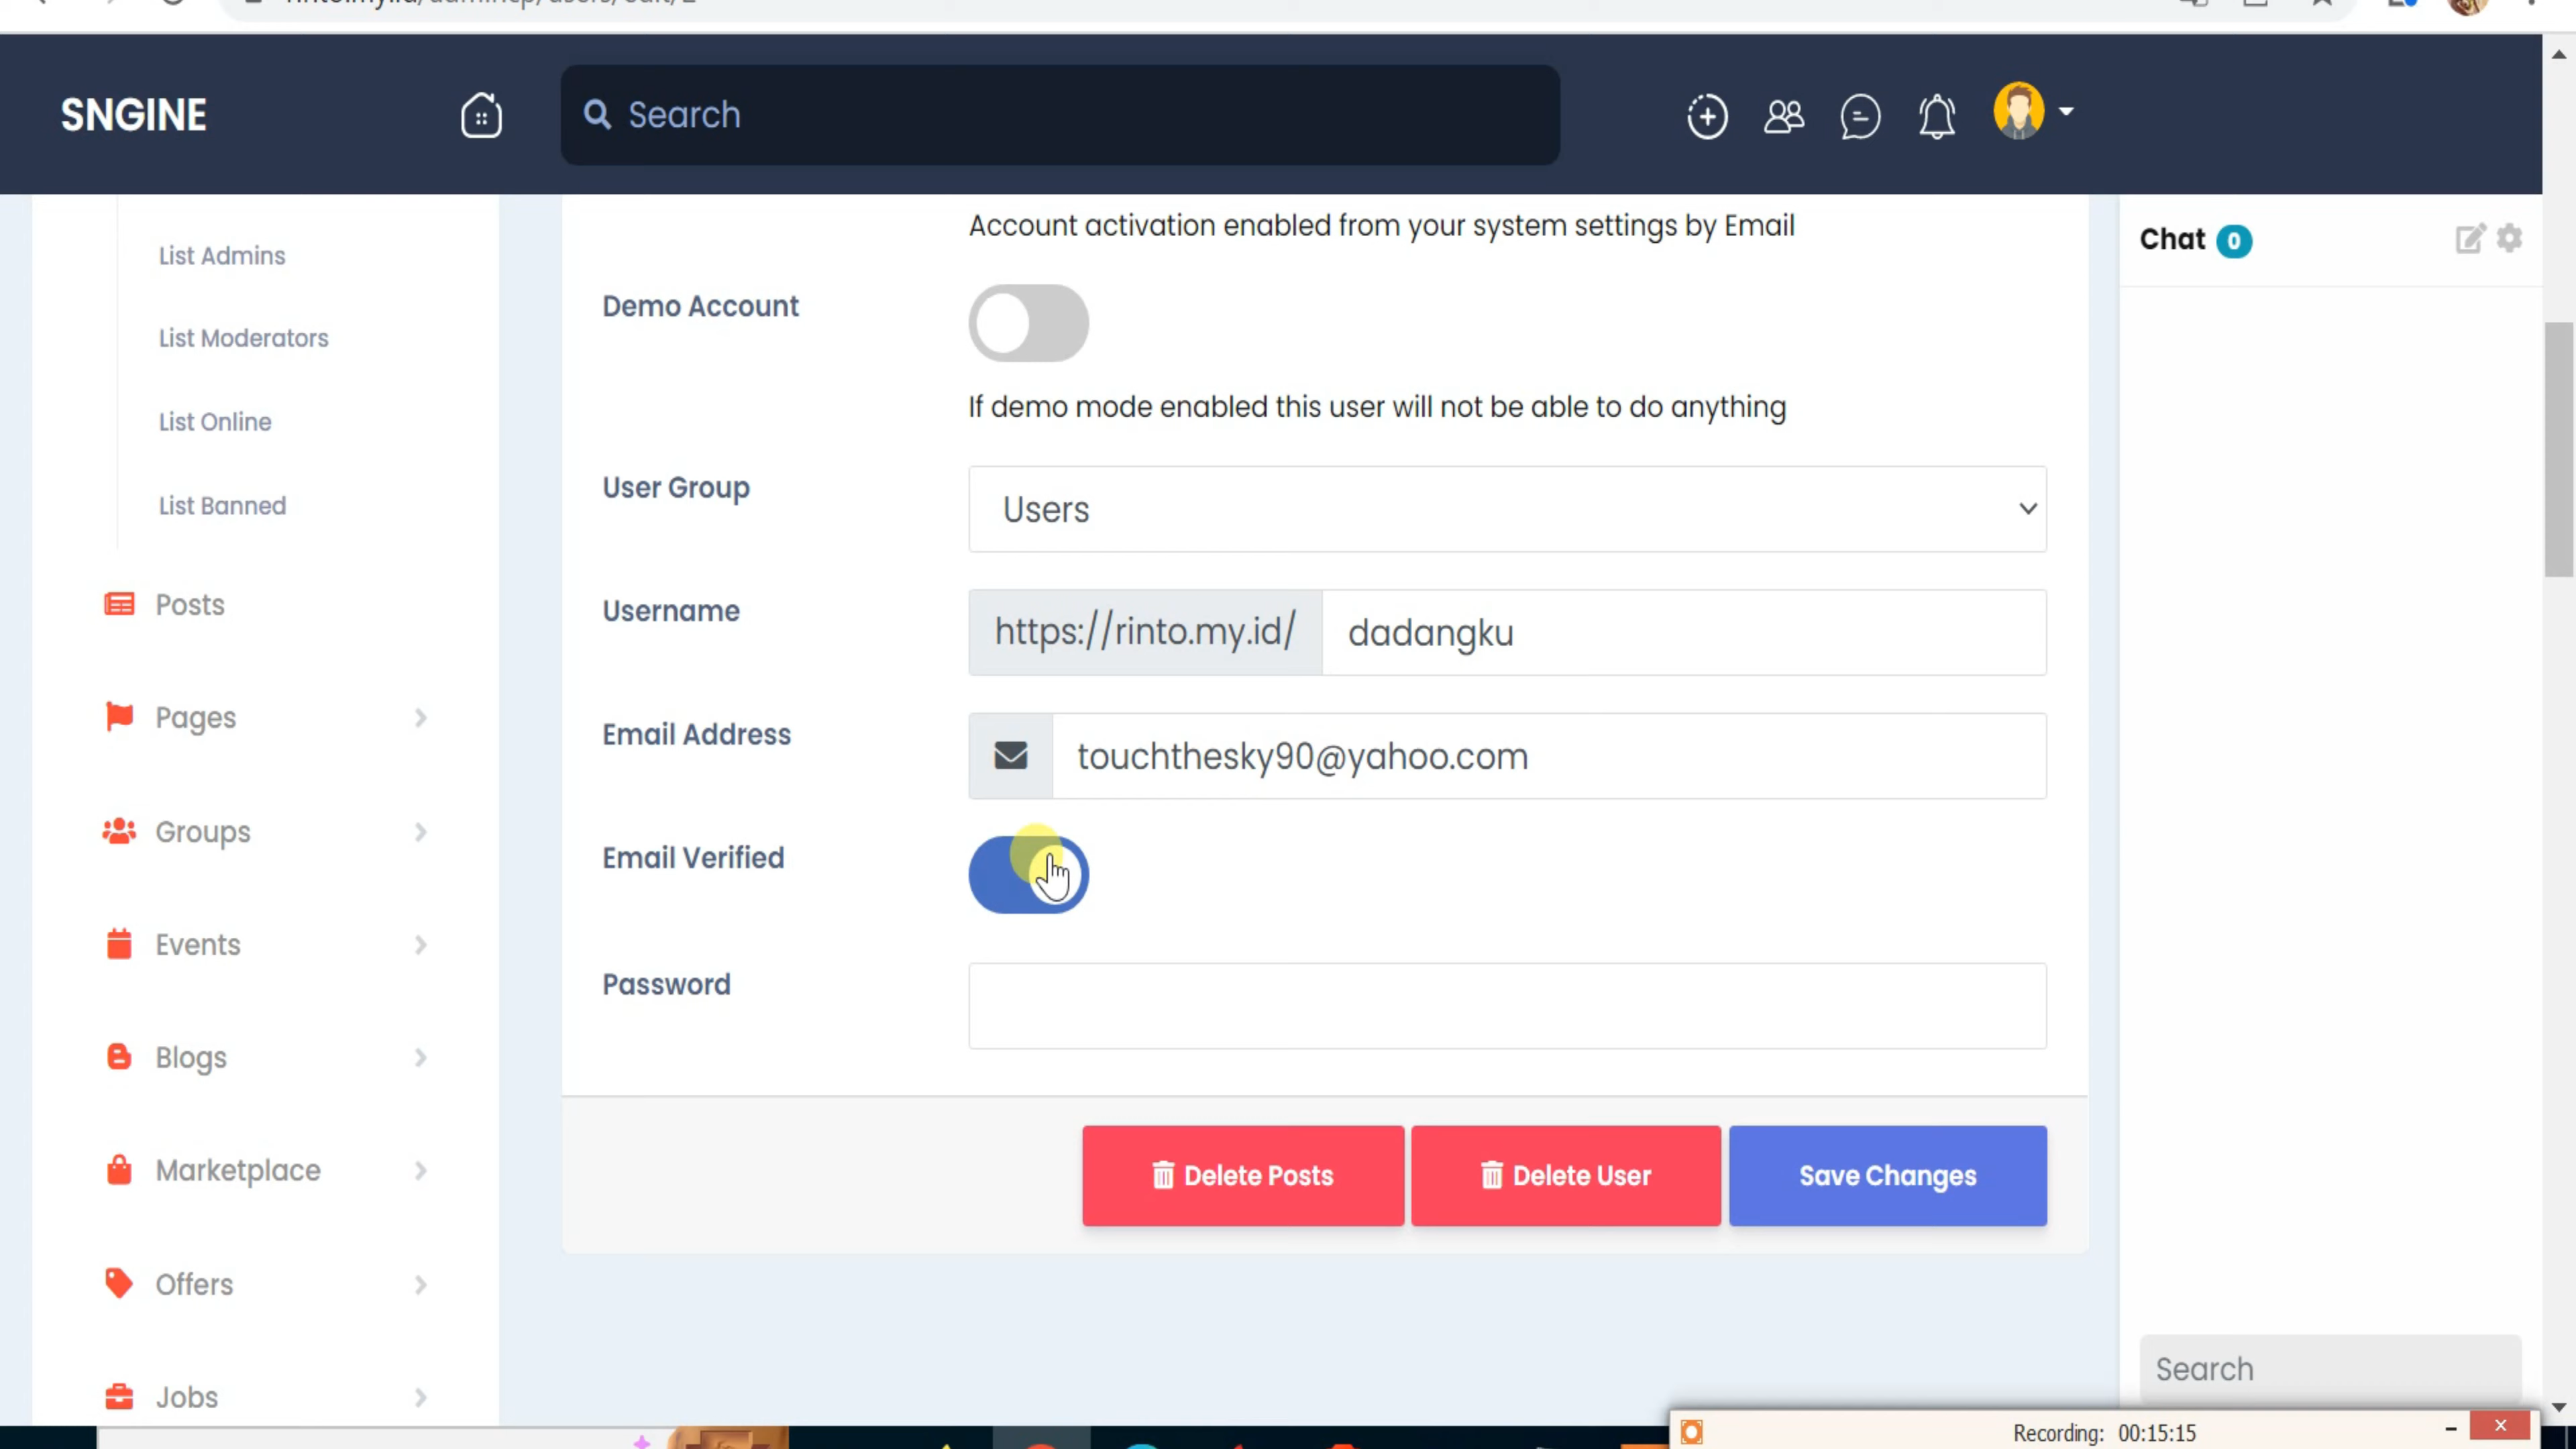 SNGINE
Search
List Admins
List Moderators
List Online
List Banned
Posts
Pages
Groups
Events
Blogs
Marketplace
Offers
Jobs
Account activation enabled from your system settings by Email
Demo Account
If demo mode enabled this user will not be able to do anything
User Group
Users
Username
https://rinto.my.id/ dadangku
Email Address
touchthesky90@yahoo.com
Email Verified
Password
Delete Posts
Delete User
Save Changes
Chat 0
Search
Recording: 00:15:15